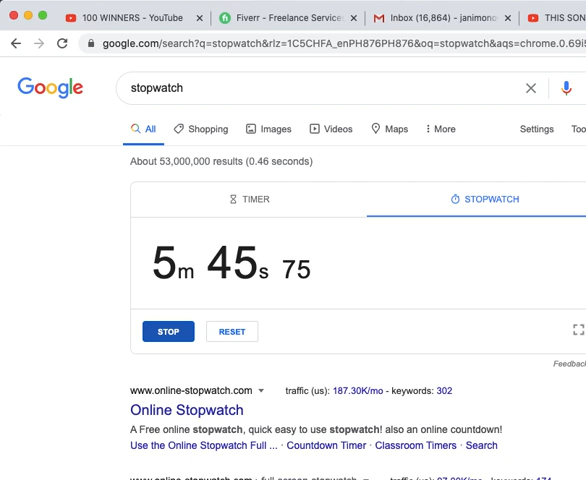 100 WINNERS - YouTube × Fiverr - Freelance Service × Inbox (16,864) - janimono × THIS SON
google.com/search?q=stopwatch&rlz=1C5CHFA_enPH876PH876&oq=stopwatch&aqs=chrome.0.69i5
Google stopwatch
All Shopping Images Videos Maps More Settings Too
About 53,000,000 results (0.46 seconds)
TIMER STOPWATCH
5m 45s 75
STOP RESET
Feedback
www.online-stopwatch.com traffic (us): 187.30K/mo - keywords: 302
Online Stopwatch
A Free online stopwatch, quick easy to use stopwatch! also an online countdown!
Use the Online Stopwatch Full ... · Countdown Timer · Classroom Timers · Search